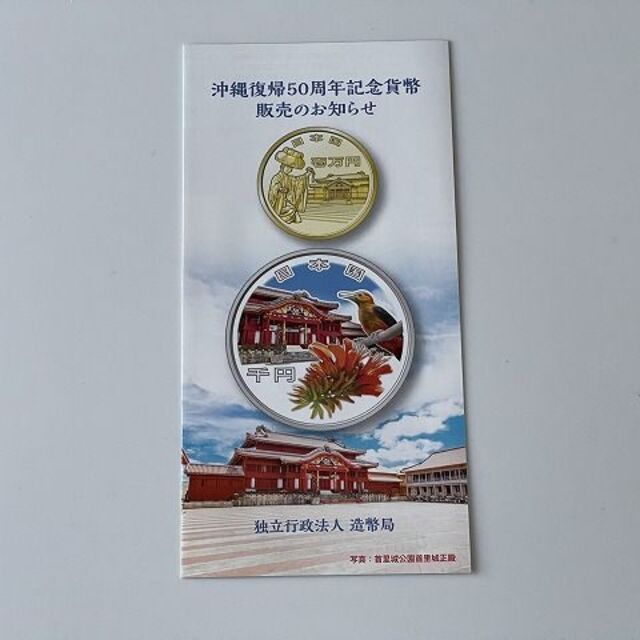 沖縄復帰50周年記念貨幣
販売のお知らせ
日本国
壱万円
日本国
千円
独立行政法人 造幣局
写真：首里城公園首里城正殿